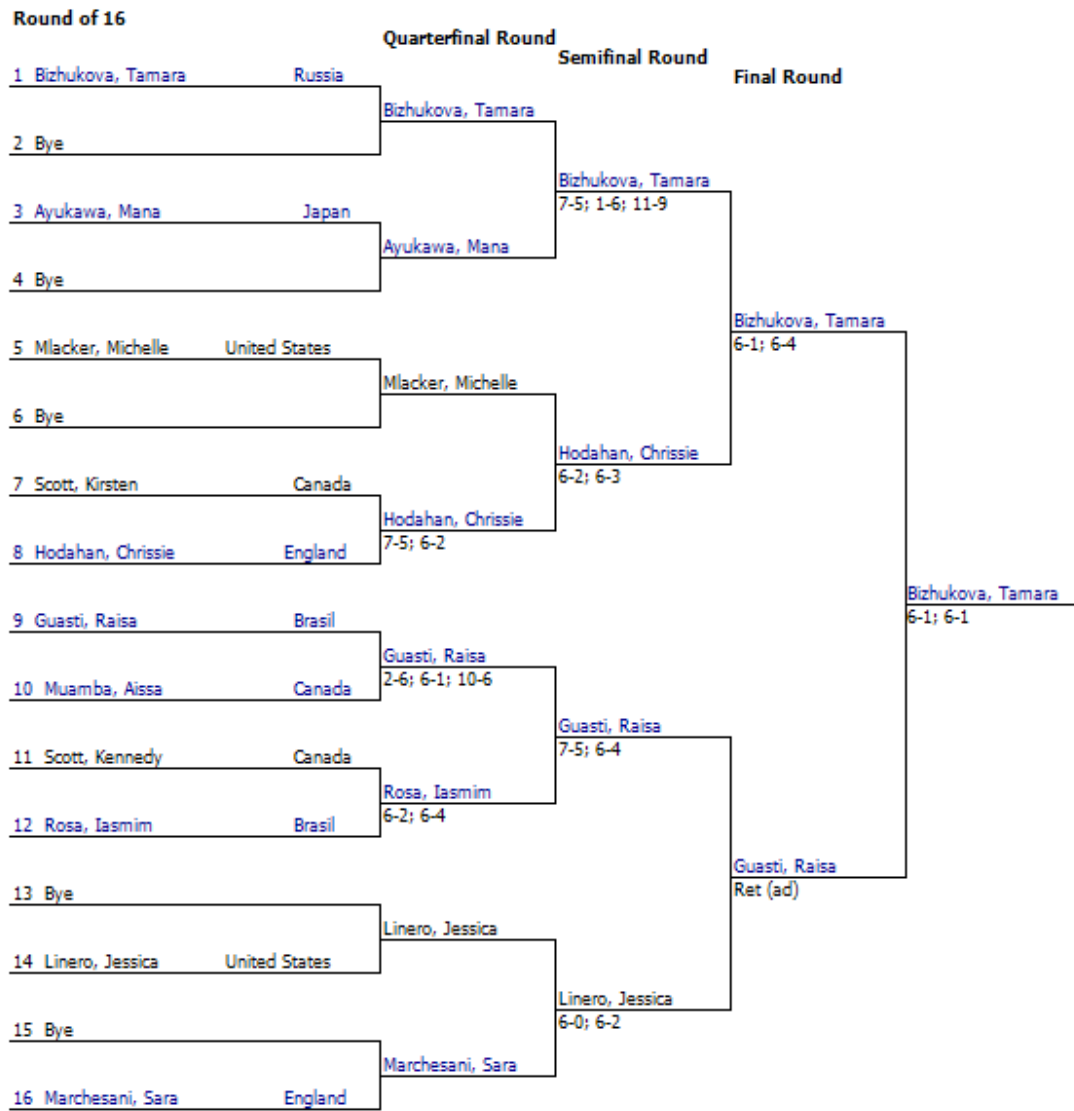 Round of 16
Quarterfinal Round
Semifinal Round
Final Round
1 Bizhukova, Tamara Russia
2 Bye
3 Ayukawa, Mana Japan
4 Bye
5 Mlacker, Michelle United States
6 Bye
7 Scott, Kirsten Canada
8 Hodahan, Chrissie England
9 Guasti, Raisa Brasil
10 Muamba, Aissa Canada
11 Scott, Kennedy Canada
12 Rosa, Iasmim Brasil
13 Bye
14 Linero, Jessica United States
15 Bye
16 Marchesani, Sara England
Bizhukova, Tamara
Ayukawa, Mana
Mlacker, Michelle
Hodahan, Chrissie
7-5; 6-2
Guasti, Raisa
2-6; 6-1; 10-6
Rosa, Iasmim
6-2; 6-4
Linero, Jessica
Marchesani, Sara
Bizhukova, Tamara
7-5; 1-6; 11-9
Hodahan, Chrissie
6-2; 6-3
Guasti, Raisa
7-5; 6-4
Linero, Jessica
6-0; 6-2
Bizhukova, Tamara
6-1; 6-4
Guasti, Raisa
Ret (ad)
Bizhukova, Tamara
6-1; 6-1